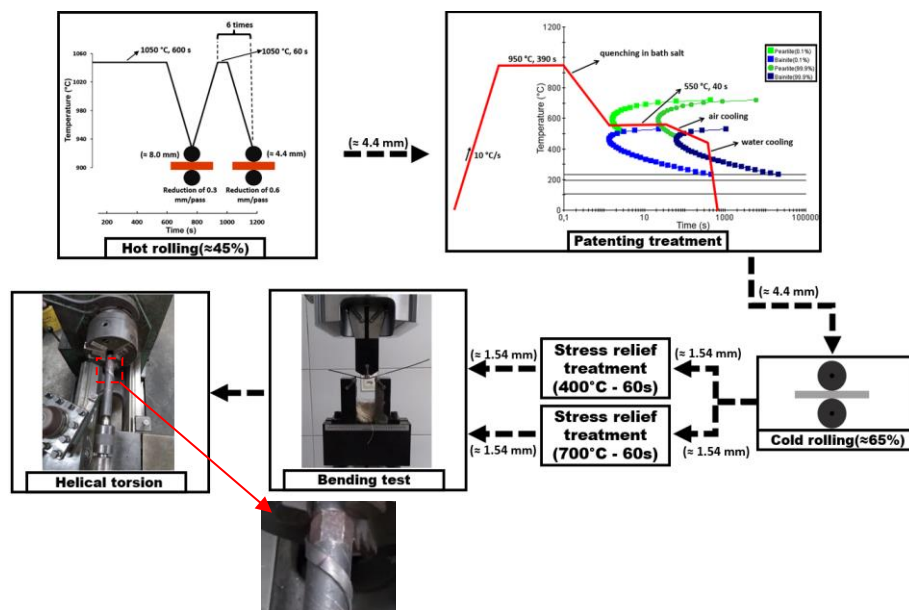 6 times
1050 °C, 600 s
1050 °C, 60 s
Temperature (°C)
1060
1020
980
940
900
(≈ 8.0 mm)
(≈ 4.4 mm)
Reduction of 0.3
mm/pass
Reduction of 0.6
mm/pass
200 400 600 800 1000 1200
Time (s)
Hot rolling(≈45%)
(≈ 4.4 mm)
950 °C, 390 s
quenching in bath salt
Pearlite(0.1%)
Bainite(0.1%)
Pearlite(99.9%)
Bainite(99.9%)
550 °C, 40 s
air cooling
water cooling
10 °C/s
Temperature (°C)
1200
1000
800
600
400
200
0
0,1 10 100 1000 100000
Time (s)
Patenting treatment
(≈ 4.4 mm)
Cold rolling(≈65%)
(≈ 1.54 mm)
(≈ 1.54 mm)
Stress relief
treatment
(400°C - 60s)
Stress relief
treatment
(700°C - 60s)
(≈ 1.54 mm)
(≈ 1.54 mm)
Bending test
Helical torsion